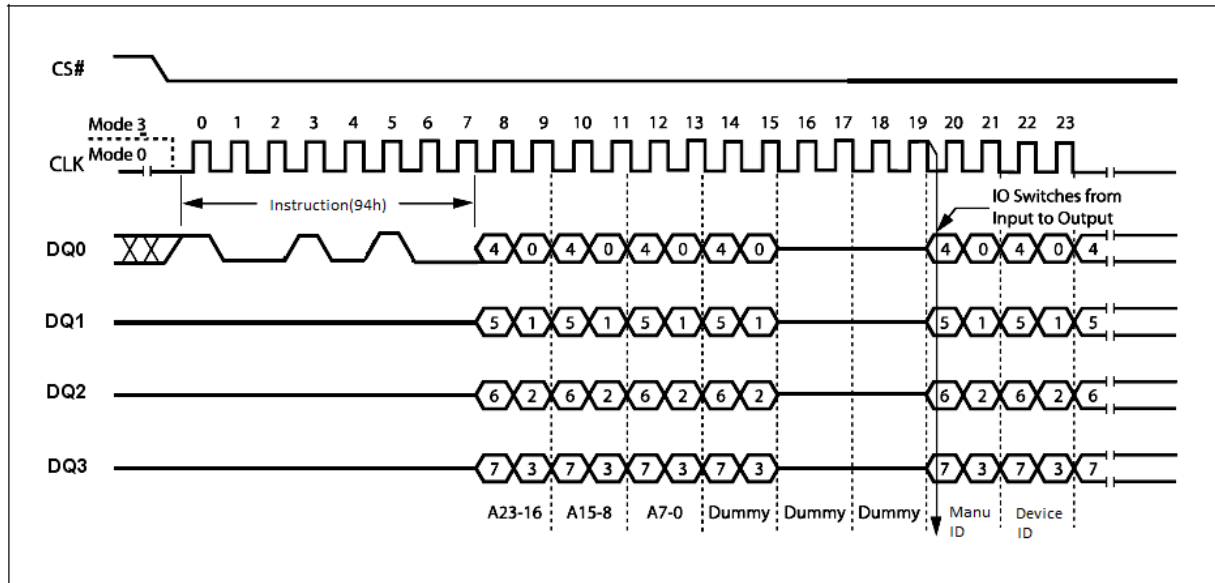 CS#
Mode 3 0 1 2 3 4 5 6 7 8 9 10 11 12 13 14 15 16 17 18 19 20 21 22 23
Mode 0
CLK
Instruction(94h)
IO Switches from
Input to Output
DQ0 4 0 4 0 4 0 4 0 4 0 4 0 4
DQ1 5 1 5 1 5 1 5 1 5 1 5 1 5
DQ2 6 2 6 2 6 2 6 2 6 2 6 2 6
DQ3 7 3 7 3 7 3 7 3 7 3 7 3 7
A23-16 A15-8 A7-0 Dummy Dummy Dummy Manu Device
ID ID